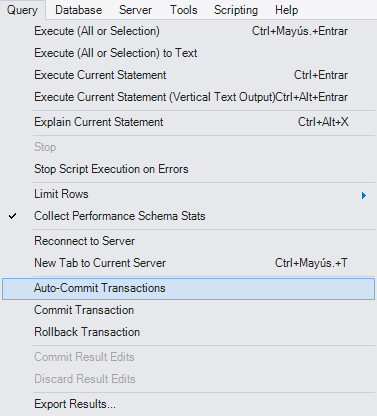 Query Database Server Tools Scripting Help
Execute (All or Selection) Ctrl+Mayús.+Entrar
Execute (All or Selection) to Text
Execute Current Statement Ctrl+Entrar
Execute Current Statement (Vertical Text Output)Ctrl+Alt+Entrar
Explain Current Statement Ctrl+Alt+X
Stop
Stop Script Execution on Errors
Limit Rows
Collect Performance Schema Stats
Reconnect to Server
New Tab to Current Server Ctrl+Mayús.+T
Auto-Commit Transactions
Commit Transaction
Rollback Transaction
Commit Result Edits
Discard Result Edits
Export Results...